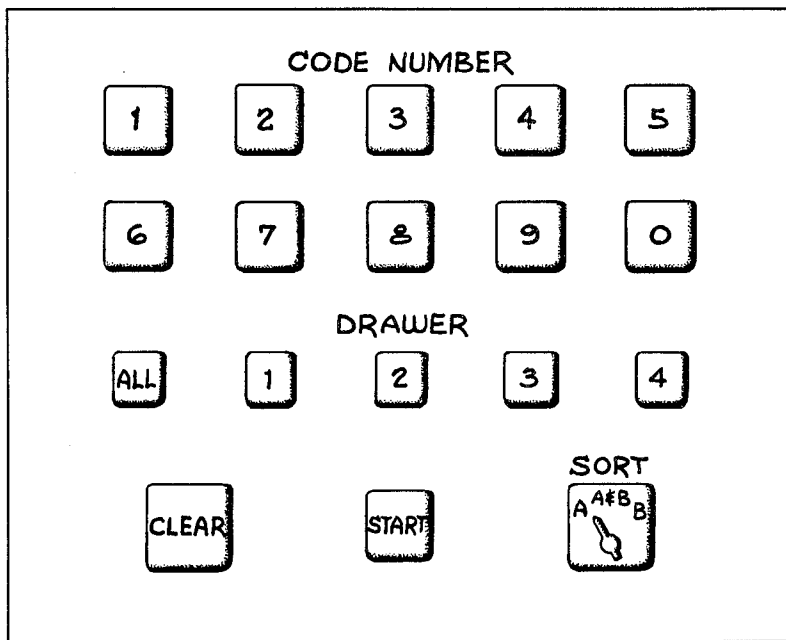 CODE NUMBER
1 2 3 4 5
6 7 8 9 0
DRAWER
ALL 1 2 3 4
SORT
A A&B B
CLEAR START